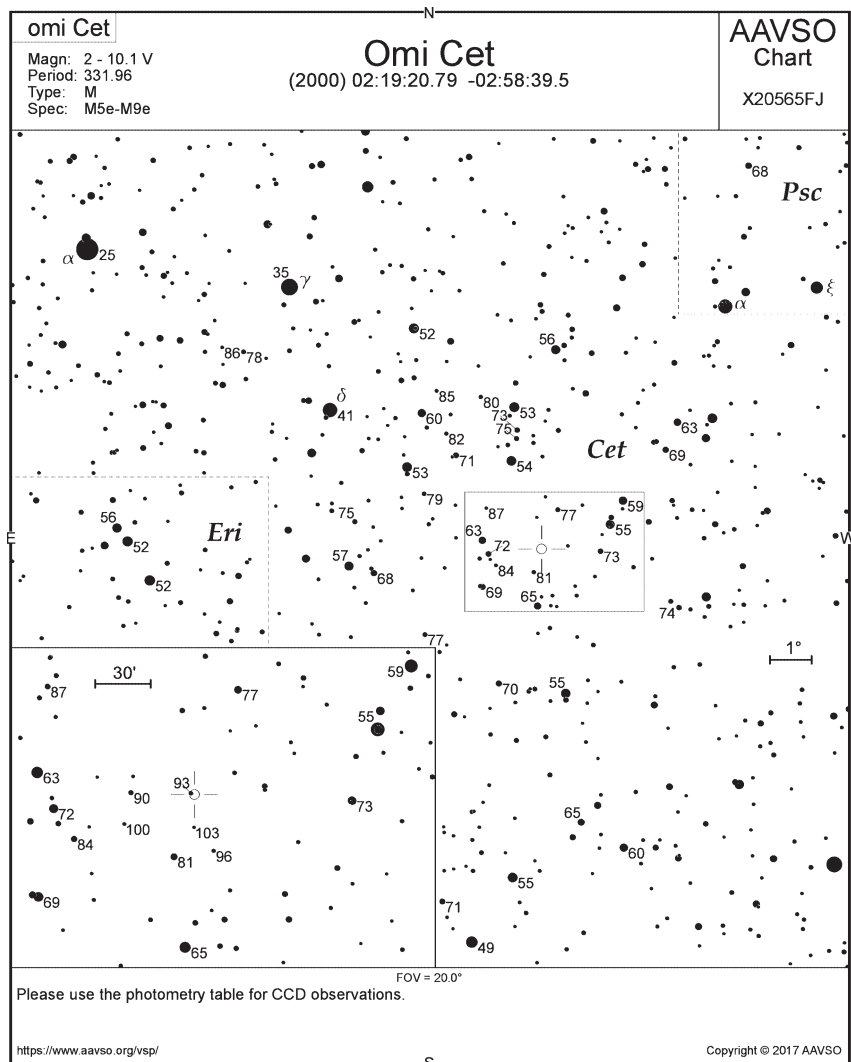 N
omi Cet
Magn: 2 - 10.1 V
Period: 331.96
Type: M
Spec: M5e-M9e
Omi Cet
(2000) 02:19:20.79 -02:58:39.5
AAVSO
Chart
X20565FJ
68
Psc
α 25
35 γ
ξ
α
52
56
86 78
δ
41
85
80
60
73 53
75
82
63
71
54
Cet
69
53
79
75
56
52
Eri
E
W
87
77
59
55
63
72
73
84
81
69
65
57
68
52
74
77
1°
30'
59
87
77
55
70
55
63
93
90
73
72
100
103
84
81
96
69
65
65
60
55
71
49
FOV = 20.0°
Please use the photometry table for CCD observations.
https://www.aavso.org/vsp/
Copyright © 2017 AAVSO
S